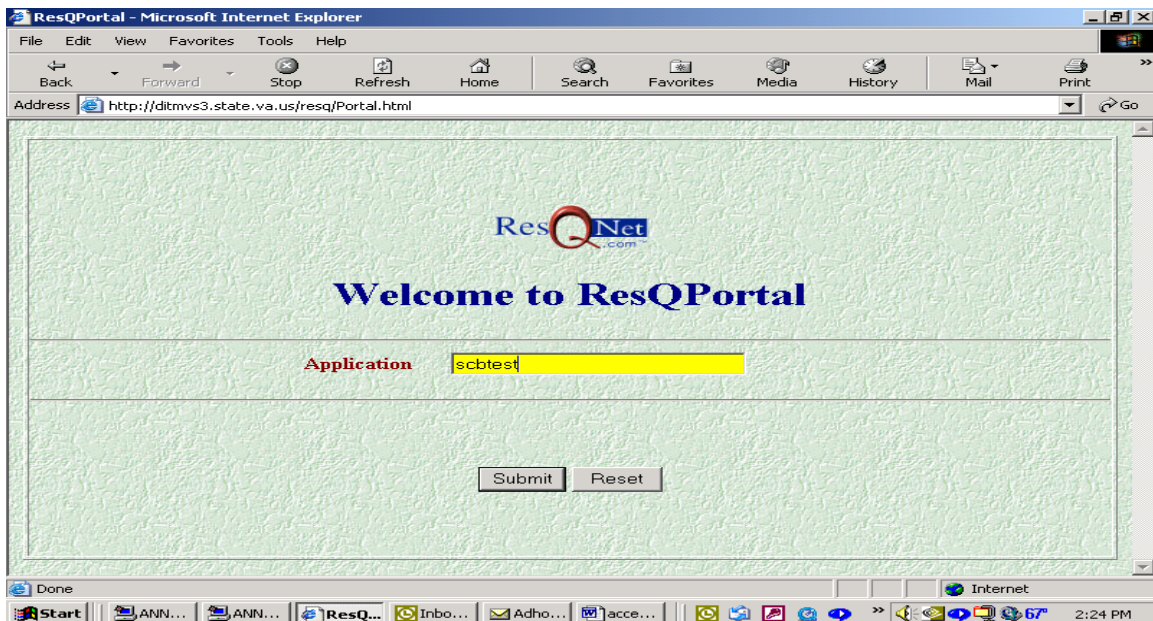 ResQPortal - Microsoft Internet Explorer
File Edit View Favorites Tools Help
Back Forward Stop Refresh Home Search Favorites Media History Mail Print »
Address http://ditmvs3.state.va.us/resq/Portal.html Go
ResQNet
.com™
Welcome to ResQPortal
Application scbtest
Submit Reset
Done Internet
Start ANN... ANN... ResQ... Inbo... Adho... acce... » 67° 2:24 PM